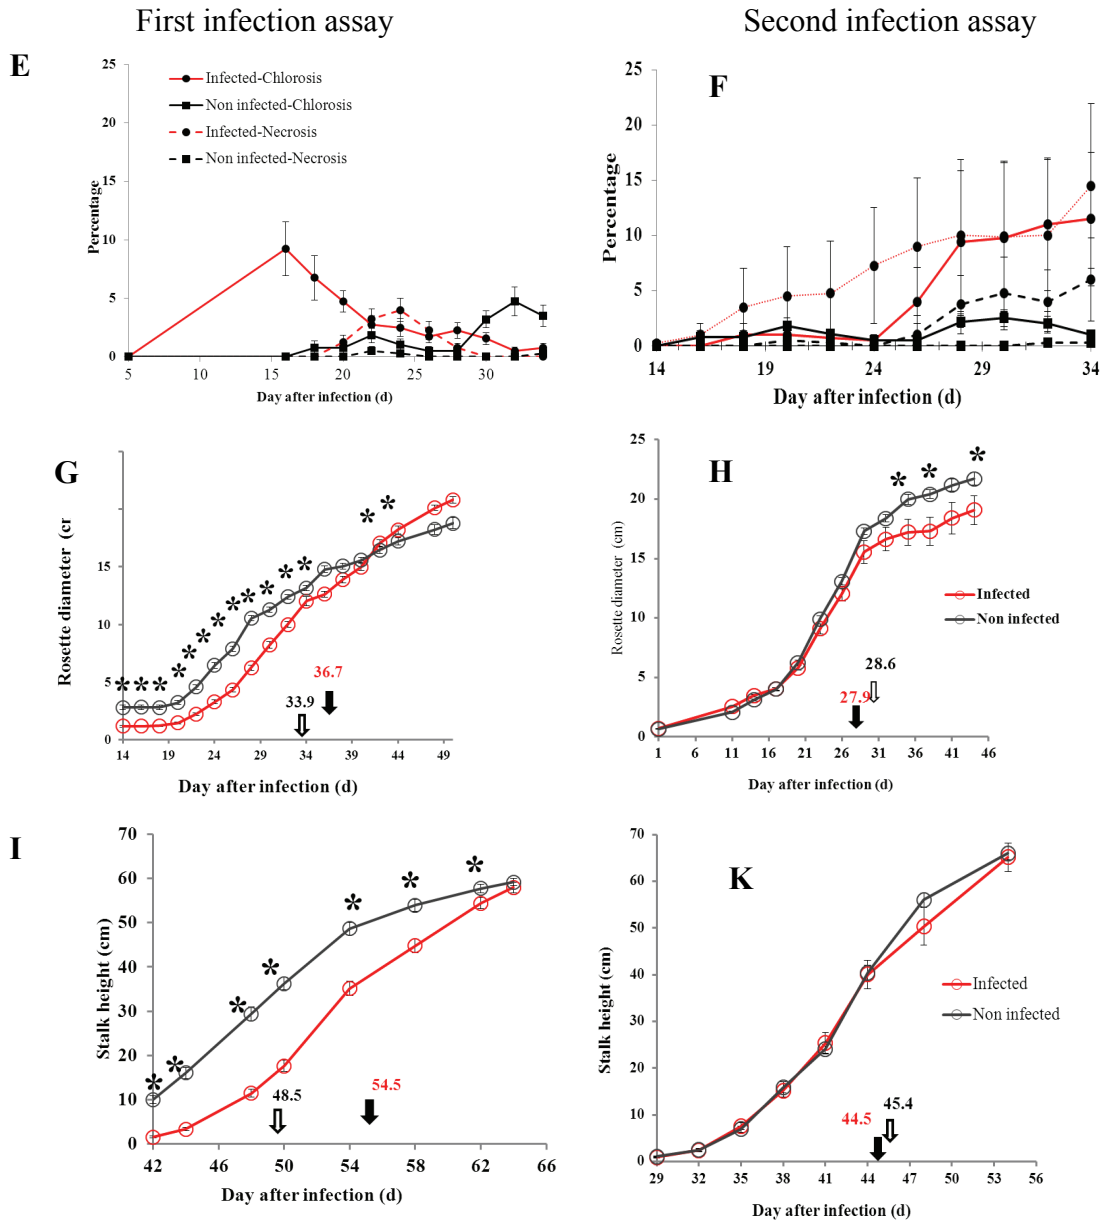 First infection assay
Second infection assay
E
25
20
15
10
5
0
Percentage
Infected-Chlorosis
Non infected-Chlorosis
Infected-Necrosis
Non infected-Necrosis
5 10 15 20 25 30
Day after infection (d)
F
25
20
15
10
5
0
Percentage
14 19 24 29 34
Day after infection (d)
G
15
10
5
0
Rosette diameter (cr
* * * * * * * * * * * * * *
36.7
33.9
14 19 24 29 34 39 44 49
Day after infection (d)
H
25
20
15
10
5
0
Rosette diameter (cm)
* * *
Infected
Non infected
28.6
27.9
1 6 11 16 21 26 31 36 41 46
Day after infection (d)
I
70
60
50
40
30
20
10
0
Stalk height (cm)
* * * * * * *
54.5
48.5
42 46 50 54 58 62 66
Day after infection (d)
K
70
60
50
40
30
20
10
0
Stalk height (cm)
Infected
Non infected
45.4
44.5
29 32 35 38 41 44 47 50 53 56
Day after infection (d)